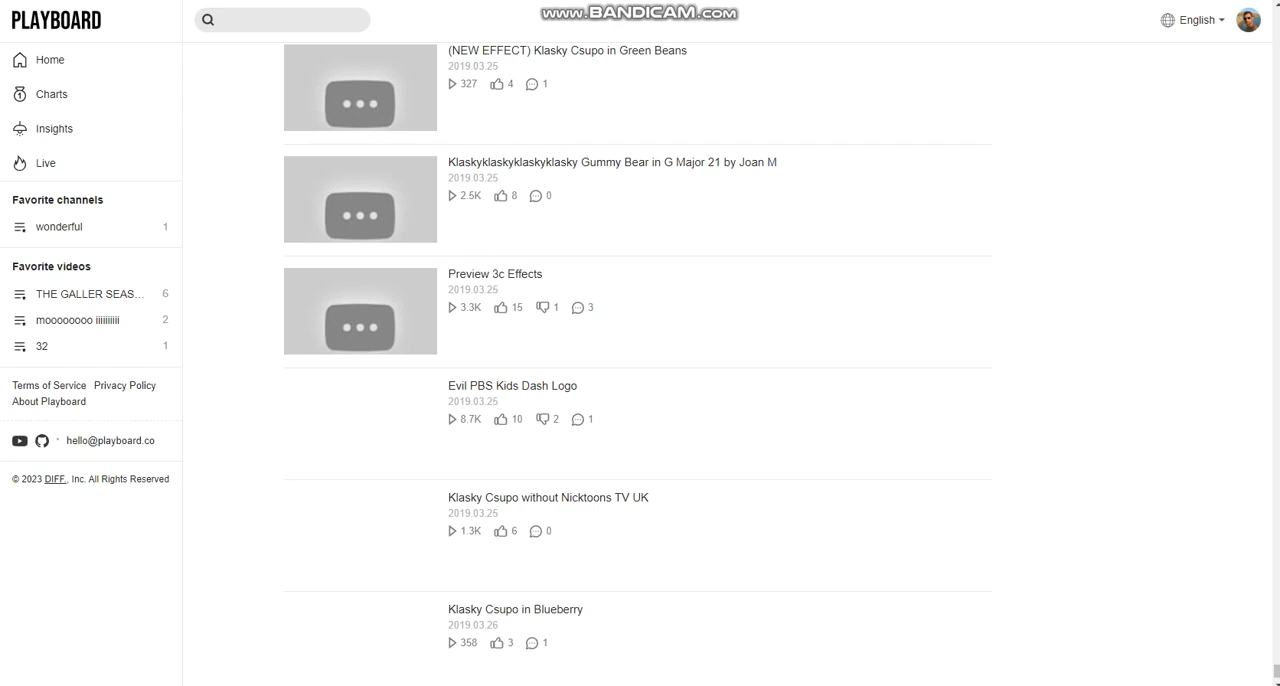 PLAYBOARD
www.BANDICAM.com
English
Home
Charts
Insights
Live
Favorite channels
wonderful 1
Favorite videos
THE GALLER SEAS... 6
moooooooo iiiiiiiiii 2
32 1
Terms of Service Privacy Policy
About Playboard
· hello@playboard.co
© 2023 DIFF., Inc. All Rights Reserved
(NEW EFFECT) Klasky Csupo in Green Beans
2019.03.25
327 4 1
Klaskyklaskyklaskyklasky Gummy Bear in G Major 21 by Joan M
2019.03.25
2.5K 8 0
Preview 3c Effects
2019.03.25
3.3K 15 1 3
Evil PBS Kids Dash Logo
2019.03.25
8.7K 10 2 1
Klasky Csupo without Nicktoons TV UK
2019.03.25
1.3K 6 0
Klasky Csupo in Blueberry
2019.03.26
358 3 1